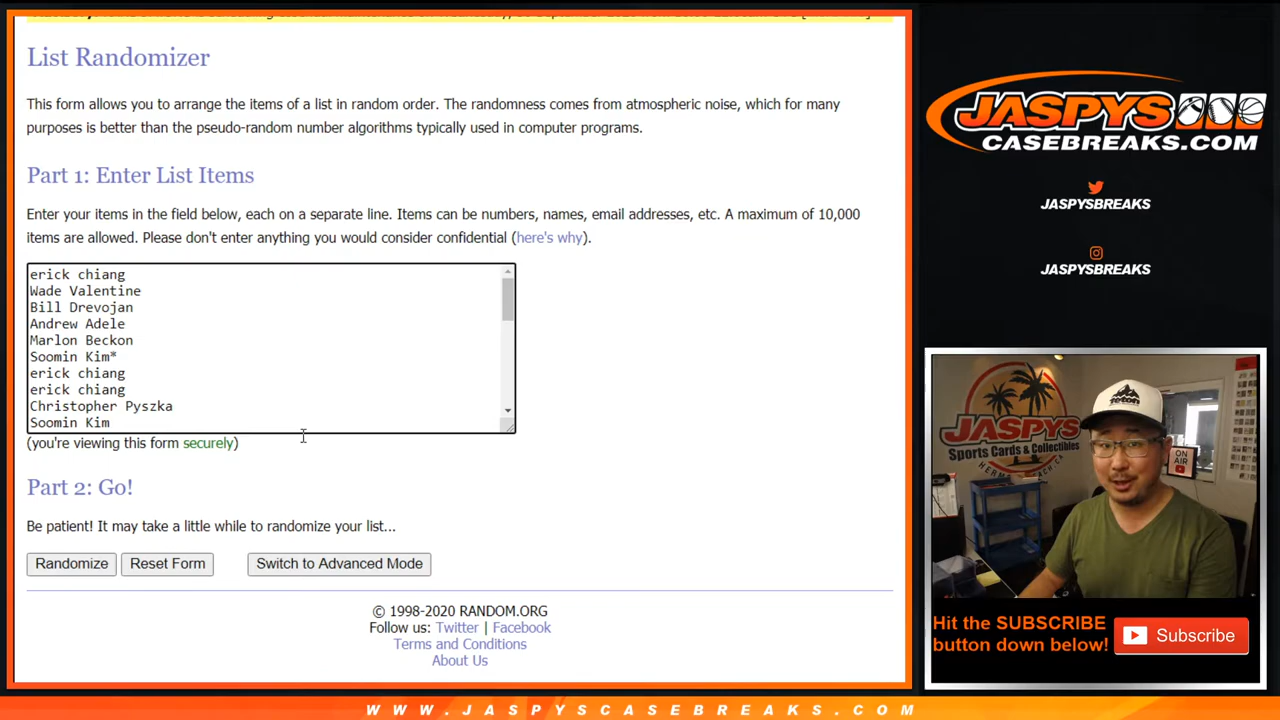 List Randomizer
This form allows you to arrange the items of a list in random order. The randomness comes from atmospheric noise, which for many
purposes is better than the pseudo-random number algorithms typically used in computer programs.
Part 1: Enter List Items
Enter your items in the field below, each on a separate line. Items can be numbers, names, email addresses, etc. A maximum of 10,000
items are allowed. Please don't enter anything you would consider confidential (here's why).
erick chiang
Wade Valentine
Bill Drevojan
Andrew Adele
Marlon Beckon
Soomin Kim*
erick chiang
erick chiang
Christopher Pyszka
Soomin Kim
(you're viewing this form securely)
Part 2: Go!
Be patient! It may take a little while to randomize your list...
Randomize Reset Form Switch to Advanced Mode
© 1998-2020 RANDOM.ORG
Follow us: Twitter | Facebook
Terms and Conditions
About Us
JASPYS
CASEBREAKS.COM
JASPYSBREAKS
JASPYSBREAKS
JASPYS
Sports Cards & Collectibles
HERMOSA BEACH, CA
teton
ON
AIR
Hit the SUBSCRIBE
button down below!
Subscribe
WWW.JASPYSCASEBREAKS.COM